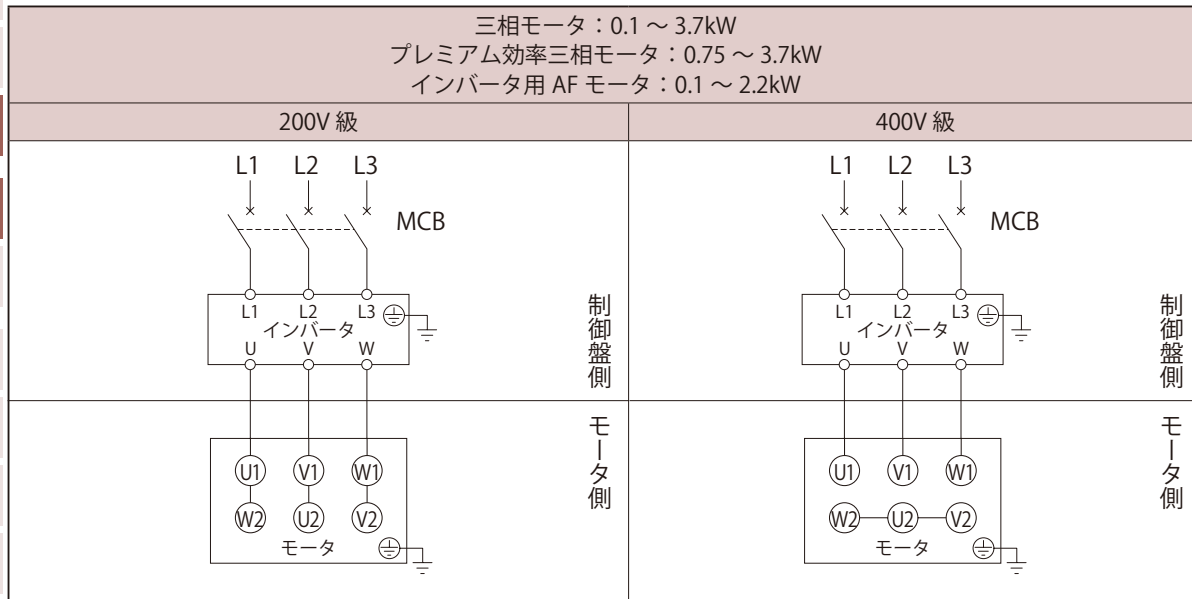 三相モータ：0.1 ～ 3.7kW
プレミアム効率三相モータ：0.75 ～ 3.7kW
インバータ用 AF モータ：0.1 ～ 2.2kW
200V 級
400V 級
L1 L2 L3
MCB
L1 L2 L3
インバータ
U V W
制御盤側
U1 V1 W1
W2 U2 V2
モータ
モータ側
L1 L2 L3
MCB
L1 L2 L3
インバータ
U V W
制御盤側
U1 V1 W1
W2 U2 V2
モータ
モータ側